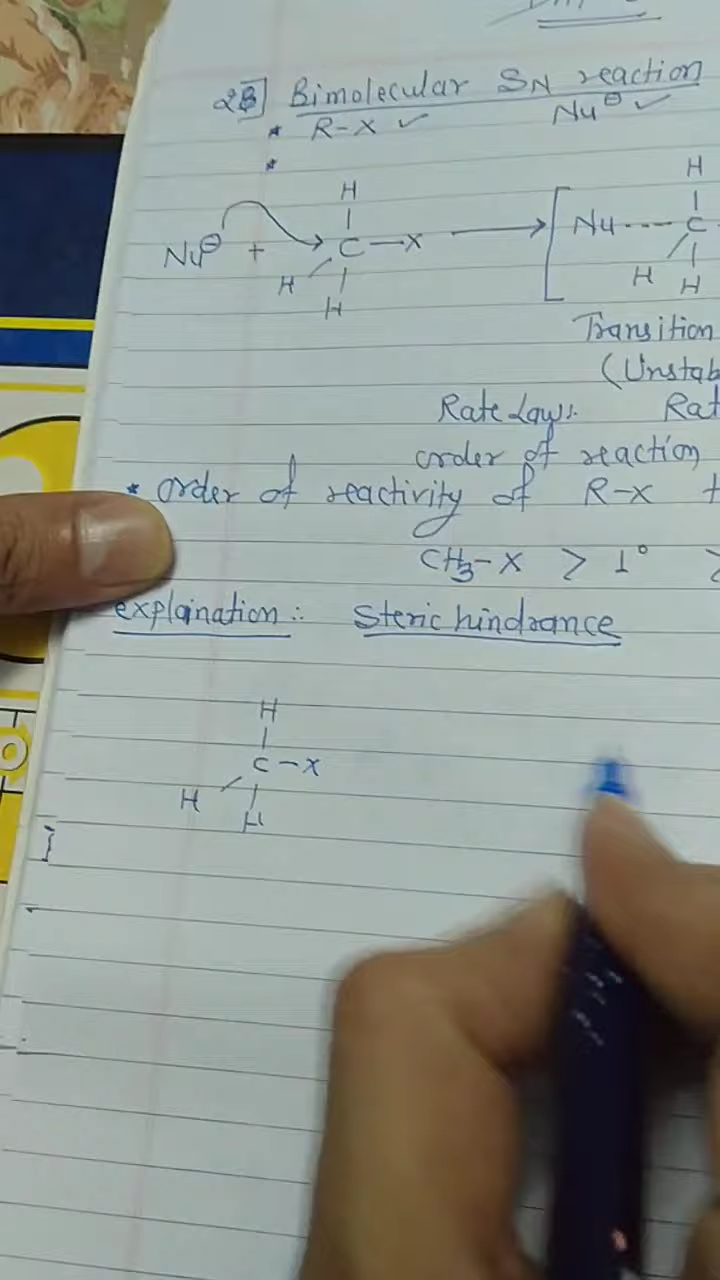 2B] Bimolecular SN reaction
* R-X ✓ Nu⊖ ✓
*
H H
Nu⊖ + C-X ⟶ [ Nu---- C
H H H
H
Transition
(Unstab
Rate Law:. Rat
order of reaction
* order of reactivity of R-X
CH3-X > 1° >
explaination :. Steric hindrance
H
C-X
H H